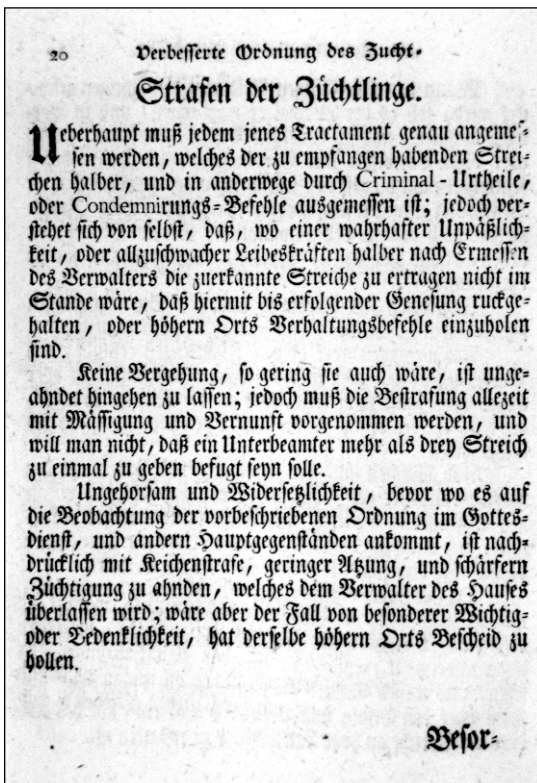 20 Verbesserte Ordnung des Zucht-
Strafen der Züchtlinge.
Ueberhaupt muß jedem jenes Tractament genau angemes-
sen werden, welches der zu empfangen habenden Strei-
chen halber, und in anderwege durch Criminal-Urtheile,
oder Condemnirungs-Befehle ausgemessen ist; jedoch ver-
stehet sich von selbst, daß, wo einer wahrhafter Unpäßlich-
keit, oder allzuschwacher Leibeskräften halber nach Ermessen
des Verwalters die zuerkannte Streiche zu ertragen nicht im
Stande wäre, daß hiermit bis erfolgender Genesung ruckge-
halten, oder höhern Orts Verhaltungsbefehle einzuholen
sind.
Keine Vergehung, so gering sie auch wäre, ist unge-
ahndet hingehen zu lassen; jedoch muß die Bestrafung allezeit
mit Mässigung und Vernunft vorgenommen werden, und
will man nicht, daß ein Unterbeamter mehr als drey Streich
zu einmal zu geben befugt seyn solle.
Ungehorsam und Widersetzlichkeit, bevor wo es auf
die Beobachtung der vorbeschriebenen Ordnung im Gottes-
dienst, und andern Hauptgegenständen ankommt, ist nach-
drücklich mit Keichenstrafe, geringer Atzung, und schärfern
Züchtigung zu ahnden, welches dem Verwalter des Hauses
überlassen wird; wäre aber der Fall von besonderer Wichtig-
oder Bedenklichkeit, hat derselbe höhern Orts Bescheid zu
hollen.
Besor-